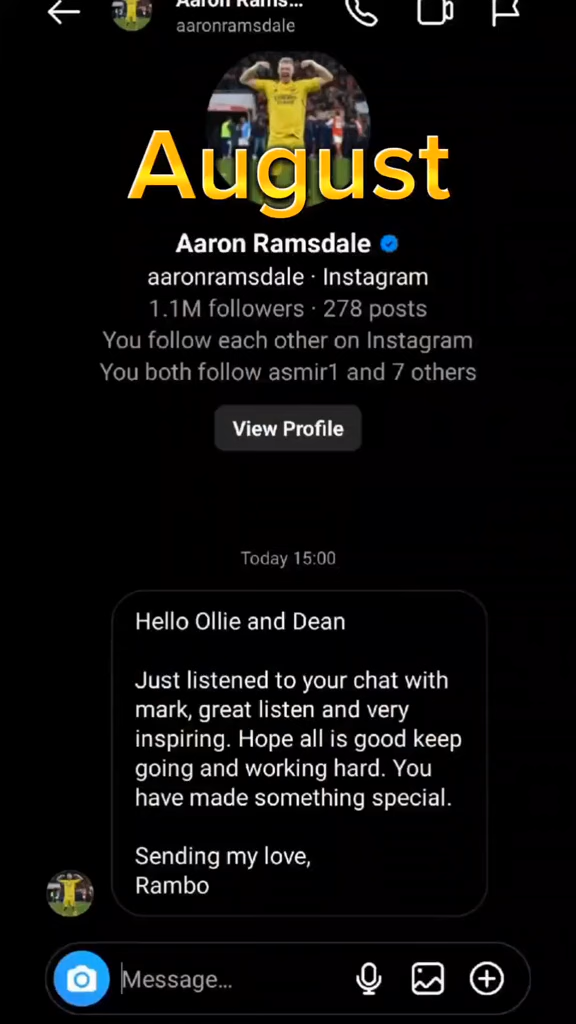 Aaron Rams...
aaronramsdale
August
Aaron Ramsdale
aaronramsdale · Instagram
1.1M followers · 278 posts
You follow each other on Instagram
You both follow asmir1 and 7 others
View Profile
Today 15:00
Hello Ollie and Dean
Just listened to your chat with
mark, great listen and very
inspiring. Hope all is good keep
going and working hard. You
have made something special.
Sending my love,
Rambo
Message...